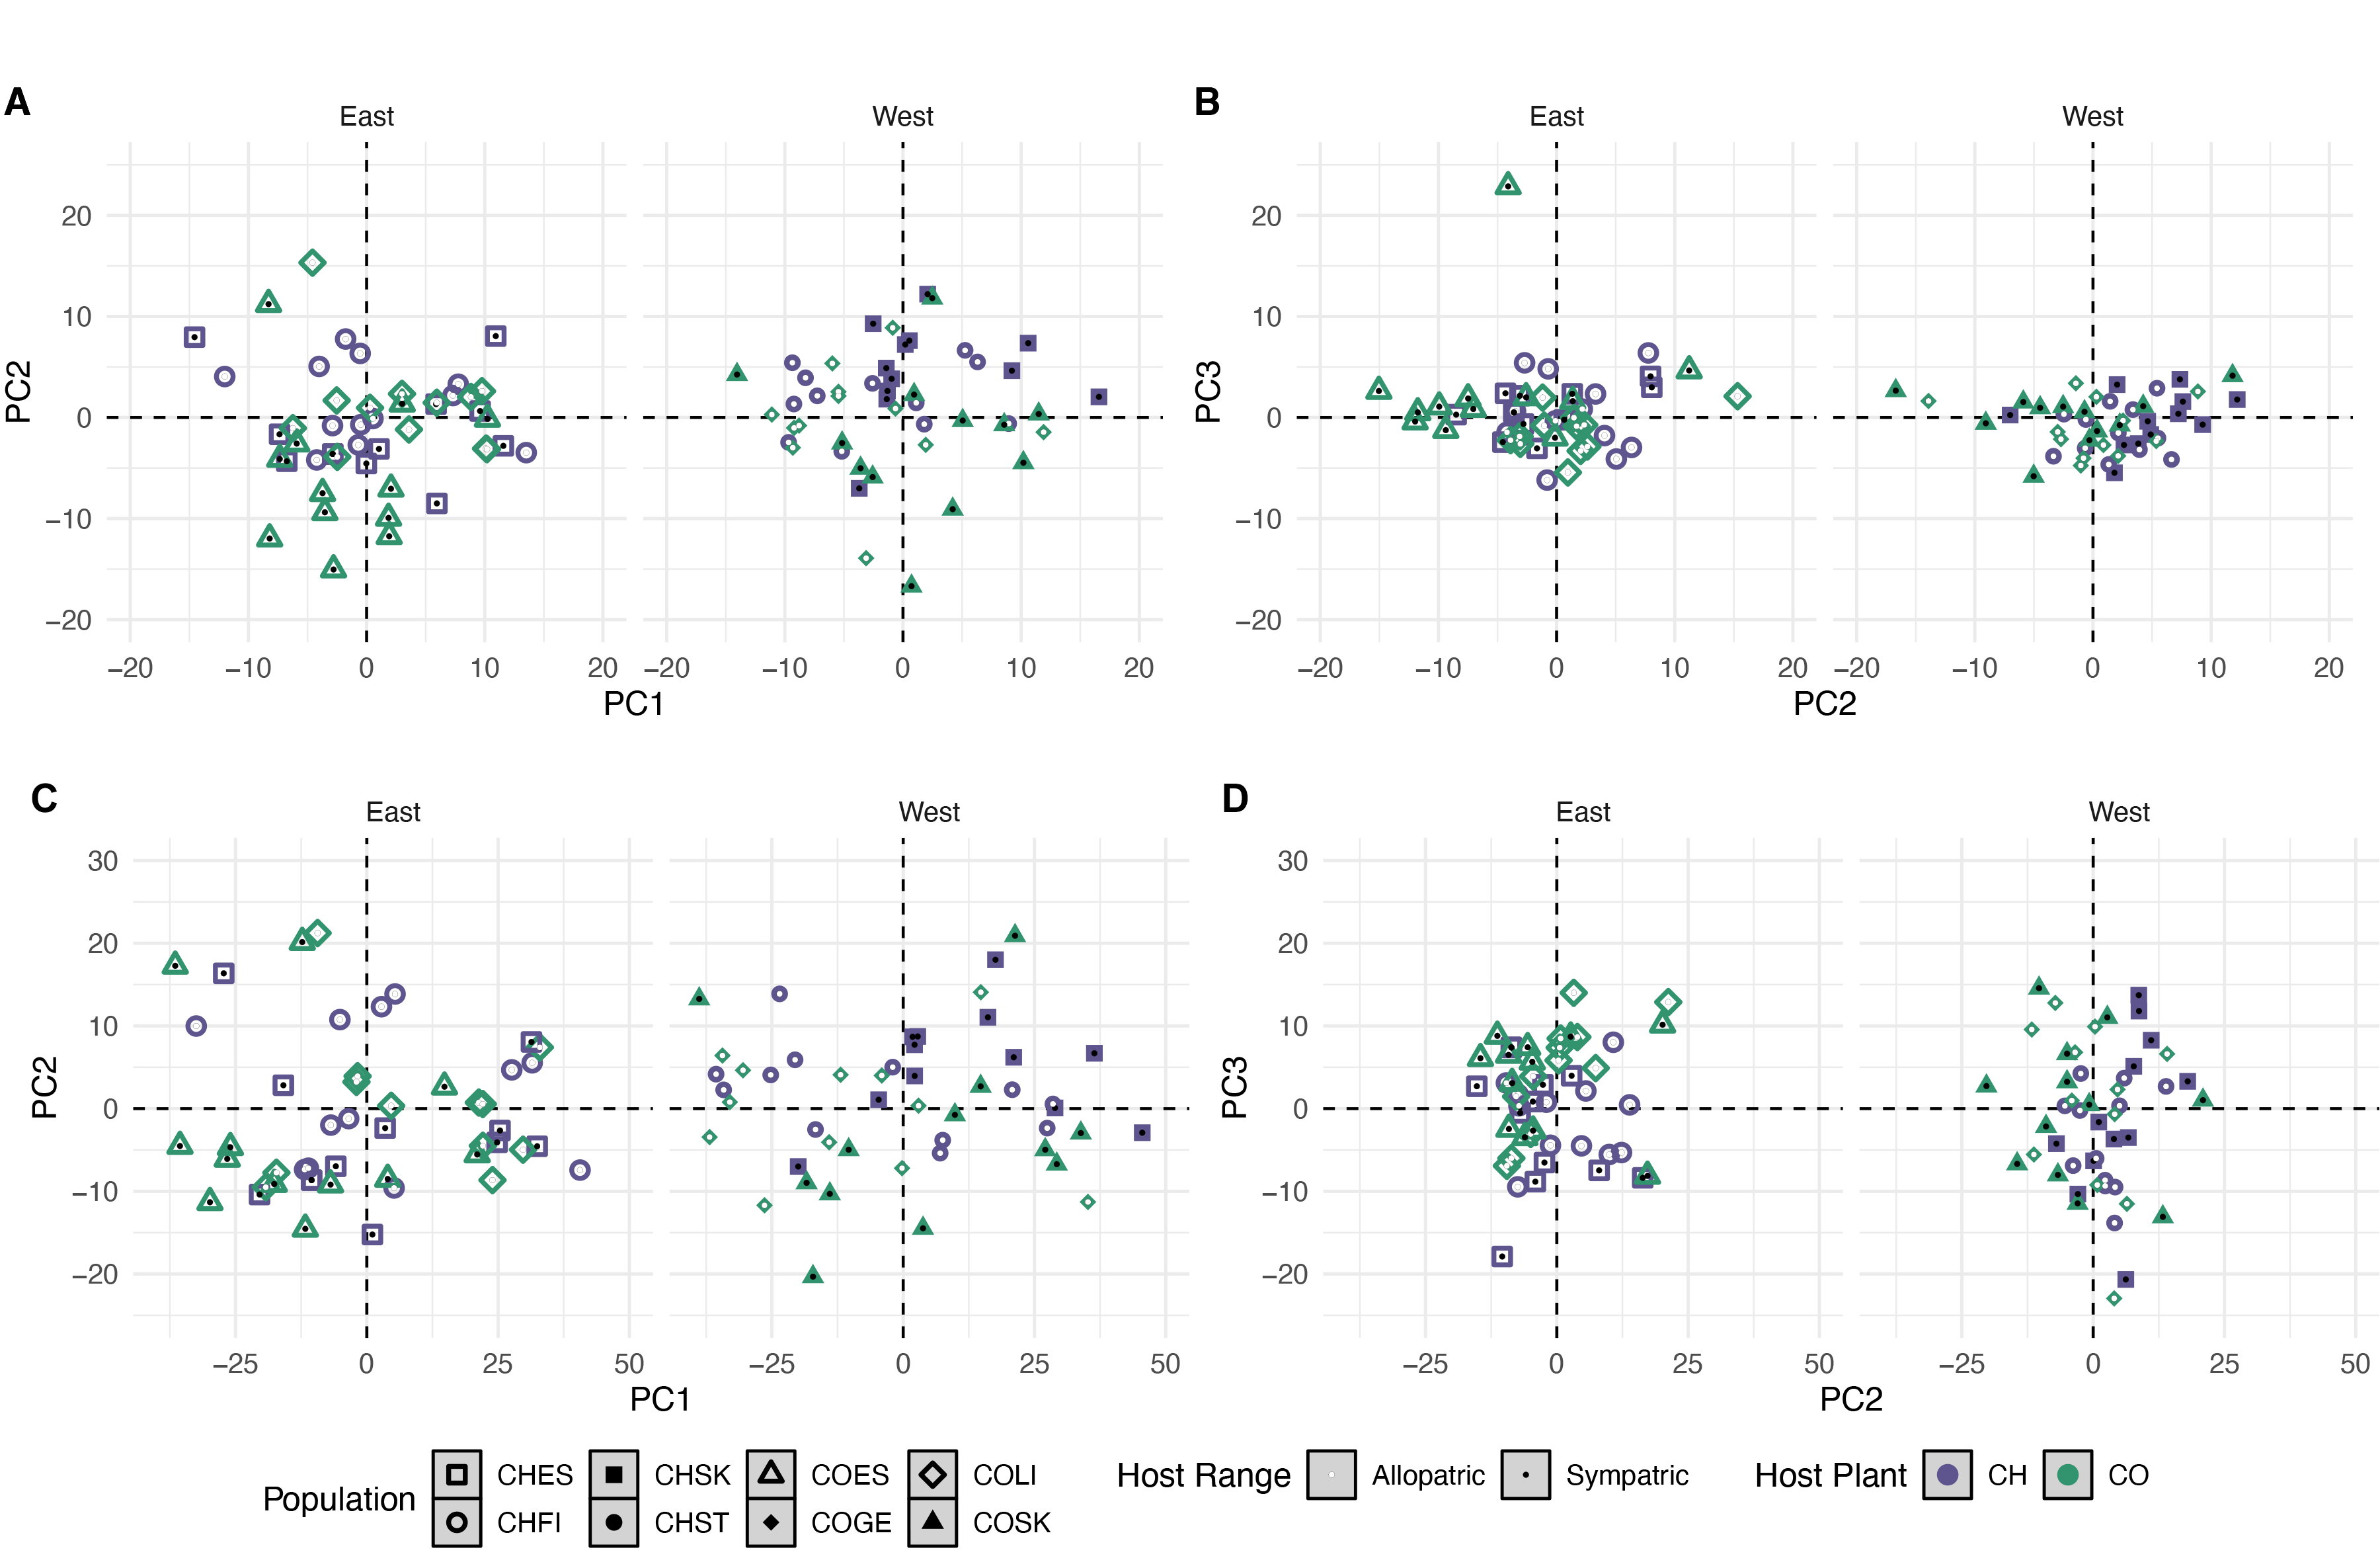 A
B
East
West
East
West
PC2
20
10
0
−10
−20
PC3
20
10
0
−10
−20
−20 −10 0 10 20 −20 −10 0 10 20
−20 −10 0 10 20 −20 −10 0 10 20
PC1
PC2
C
D
East
West
East
West
PC2
30
20
10
0
−10
−20
PC3
30
20
10
0
−10
−20
−25 0 25 50 −25 0 25 50
−25 0 25 50 −25 0 25 50
PC1
PC2
Population CHES CHSK COES COLI
CHFI CHST COGE COSK
Host Range Allopatric Sympatric
Host Plant CH CO